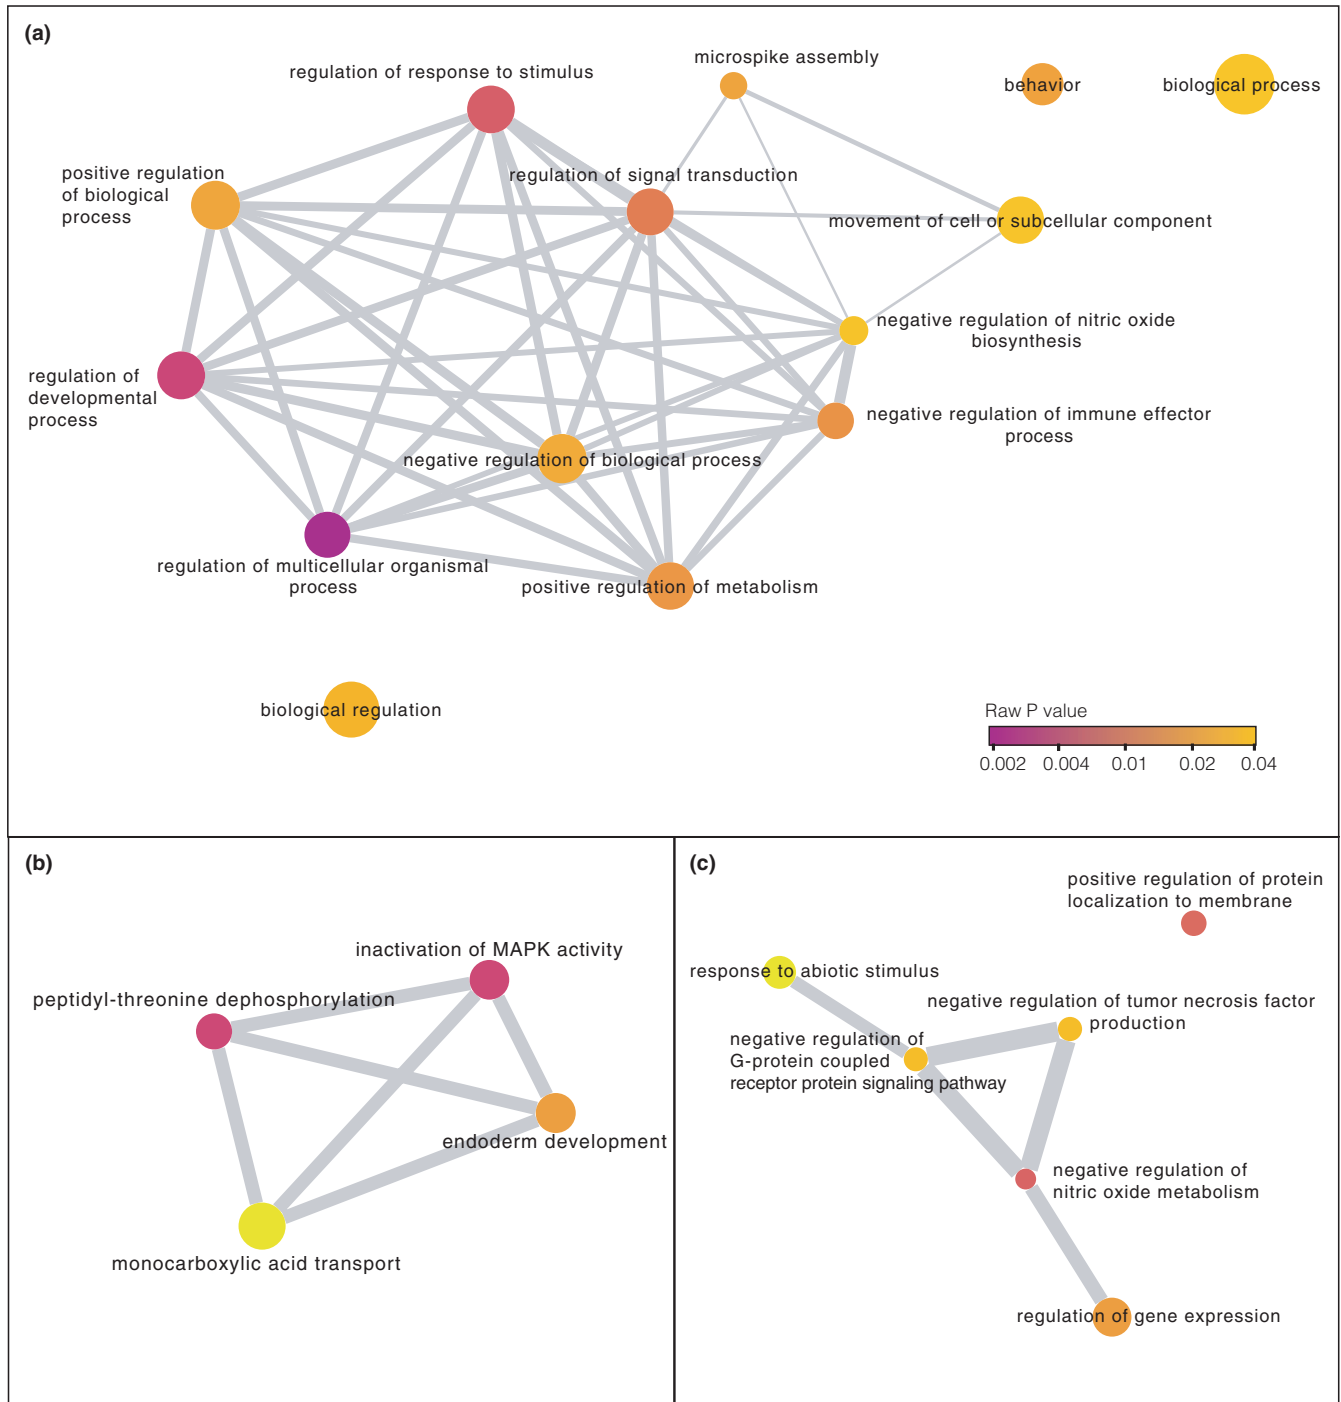 (a)
microspike assembly
regulation of response to stimulus
behavior
biological process
positive regulation
of biological
process
regulation of signal transduction
movement of cell or subcellular component
negative regulation of nitric oxide
biosynthesis
regulation of
developmental
process
negative regulation of immune effector
process
negative regulation of biological process
regulation of multicellular organismal
process
positive regulation of metabolism
biological regulation
Raw P value
0.002 0.004 0.01 0.02 0.04
(b)
inactivation of MAPK activity
peptidyl-threonine dephosphorylation
endoderm development
monocarboxylic acid transport
(c)
positive regulation of protein
localization to membrane
response to abiotic stimulus
negative regulation of tumor necrosis factor
production
negative regulation of
G-protein coupled
receptor protein signaling pathway
negative regulation of
nitric oxide metabolism
regulation of gene expression